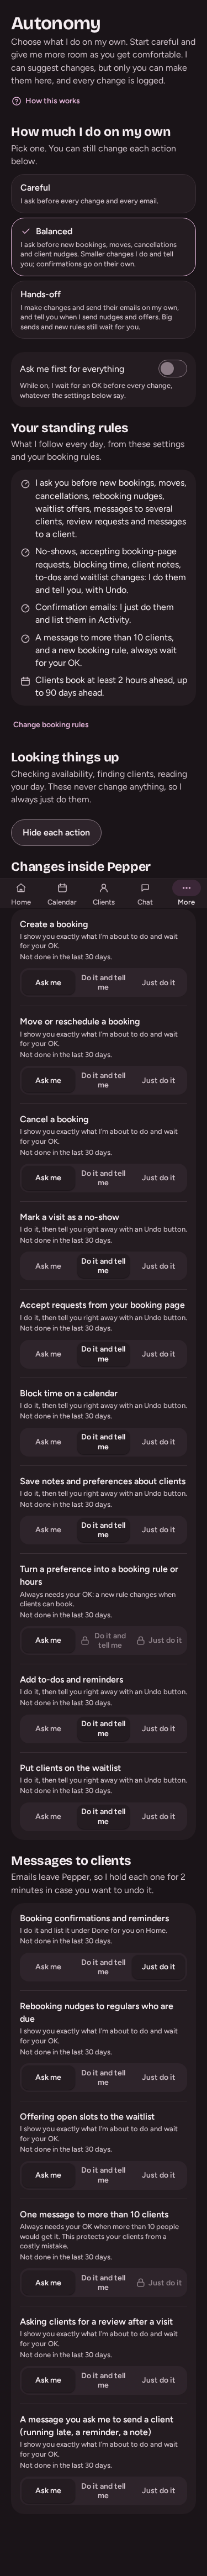 Autonomy
Choose what I do on my own. Start careful and
give me more room as you get comfortable. I
can suggest changes, but only you can make
them here, and every change is logged.
How this works
How much I do on my own
Pick one. You can still change each action
below.
Careful
I ask before every change and every email.
Balanced
I ask before new bookings, moves, cancellations
and client nudges. Smaller changes I do and tell
you; confirmations go on their own.
Hands-off
I make changes and send their emails on my own,
and tell you when I send nudges and offers. Big
sends and new rules still wait for you.
Ask me first for everything
While on, I wait for an OK before every change,
whatever the settings below say.
Your standing rules
What I follow every day, from these settings
and your booking rules.
I ask you before new bookings, moves,
cancellations, rebooking nudges,
waitlist offers, messages to several
clients, review requests and messages
to a client.
No-shows, accepting booking-page
requests, blocking time, client notes,
to-dos and waitlist changes: I do them
and tell you, with Undo.
Confirmation emails: I just do them
and list them in Activity.
A message to more than 10 clients,
and a new booking rule, always wait
for your OK.
Clients book at least 2 hours ahead, up
to 90 days ahead.
Change booking rules
Looking things up
Checking availability, finding clients, reading
your day. These never change anything, so I
always just do them.
Hide each action
Changes inside Pepper
Home
Calendar
Clients
Chat
More
Create a booking
I show you exactly what I'm about to do and wait
for your OK.
Not done in the last 30 days.
Ask me
Do it and tell
me
Just do it
Move or reschedule a booking
I show you exactly what I'm about to do and wait
for your OK.
Not done in the last 30 days.
Ask me
Do it and tell
me
Just do it
Cancel a booking
I show you exactly what I'm about to do and wait
for your OK.
Not done in the last 30 days.
Ask me
Do it and tell
me
Just do it
Mark a visit as a no-show
I do it, then tell you right away with an Undo button.
Not done in the last 30 days.
Ask me
Do it and tell
me
Just do it
Accept requests from your booking page
I do it, then tell you right away with an Undo button.
Not done in the last 30 days.
Ask me
Do it and tell
me
Just do it
Block time on a calendar
I do it, then tell you right away with an Undo button.
Not done in the last 30 days.
Ask me
Do it and tell
me
Just do it
Save notes and preferences about clients
I do it, then tell you right away with an Undo button.
Not done in the last 30 days.
Ask me
Do it and tell
me
Just do it
Turn a preference into a booking rule or
hours
Always needs your OK: a new rule changes when
clients can book.
Not done in the last 30 days.
Ask me
Do it and
tell me
Just do it
Add to-dos and reminders
I do it, then tell you right away with an Undo button.
Not done in the last 30 days.
Ask me
Do it and tell
me
Just do it
Put clients on the waitlist
I do it, then tell you right away with an Undo button.
Not done in the last 30 days.
Ask me
Do it and tell
me
Just do it
Messages to clients
Emails leave Pepper, so I hold each one for 2
minutes in case you want to undo it.
Booking confirmations and reminders
I do it and list it under Done for you on Home.
Not done in the last 30 days.
Ask me
Do it and tell
me
Just do it
Rebooking nudges to regulars who are
due
I show you exactly what I'm about to do and wait
for your OK.
Not done in the last 30 days.
Ask me
Do it and tell
me
Just do it
Offering open slots to the waitlist
I show you exactly what I'm about to do and wait
for your OK.
Not done in the last 30 days.
Ask me
Do it and tell
me
Just do it
One message to more than 10 clients
Always needs your OK when more than 10 people
would get it. This protects your clients from a
costly mistake.
Not done in the last 30 days.
Ask me
Do it and tell
me
Just do it
Asking clients for a review after a visit
I show you exactly what I'm about to do and wait
for your OK.
Not done in the last 30 days.
Ask me
Do it and tell
me
Just do it
A message you ask me to send a client
(running late, a reminder, a note)
I show you exactly what I'm about to do and wait
for your OK.
Not done in the last 30 days.
Ask me
Do it and tell
me
Just do it